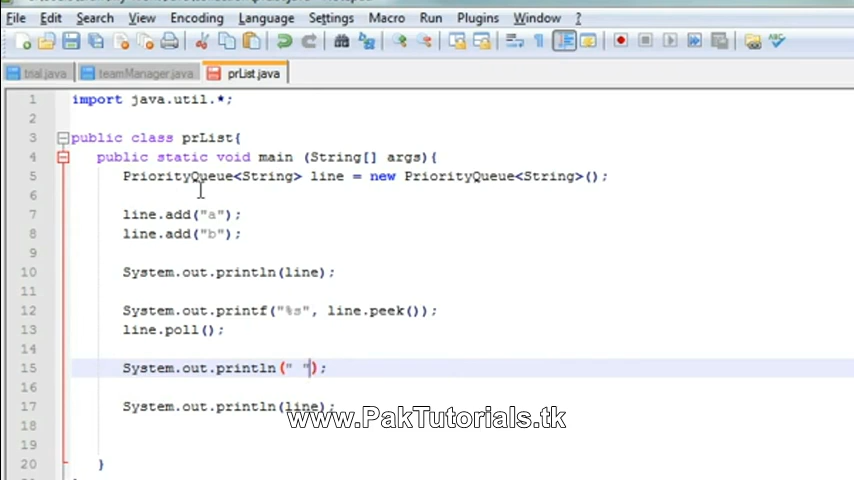 File Edit Search View Encoding Language Settings Macro Run Plugins Window ?
trial.java teamManager.java prList.java
1 import java.util.*;
2
3 public class prList{
4 public static void main (String[] args){
5 PriorityQueue<String> line = new PriorityQueue<String>();
6
7 line.add("a");
8 line.add("b");
9
10 System.out.println(line);
11
12 System.out.printf("%s", line.peek());
13 line.poll();
14
15 System.out.println(" ");
16
17 System.out.println(line);
www.PakTutorials.tk
18
19
20 }